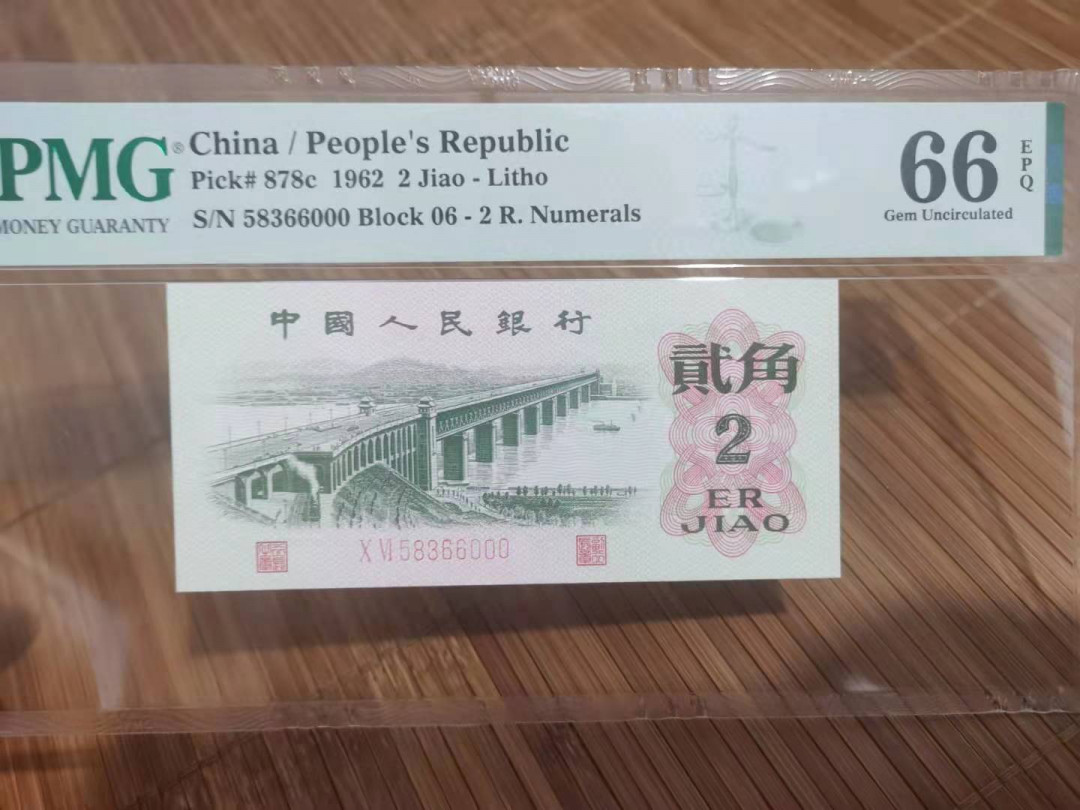 PMG® China / People's Republic
Pick# 878c 1962 2 Jiao - Litho
MONEY GUARANTY
S/N 58366000 Block 06 - 2 R. Numerals
66
EPQ
Gem Uncirculated
中國人民銀行
貳角
2
ER
JIAO
X VI 58366000